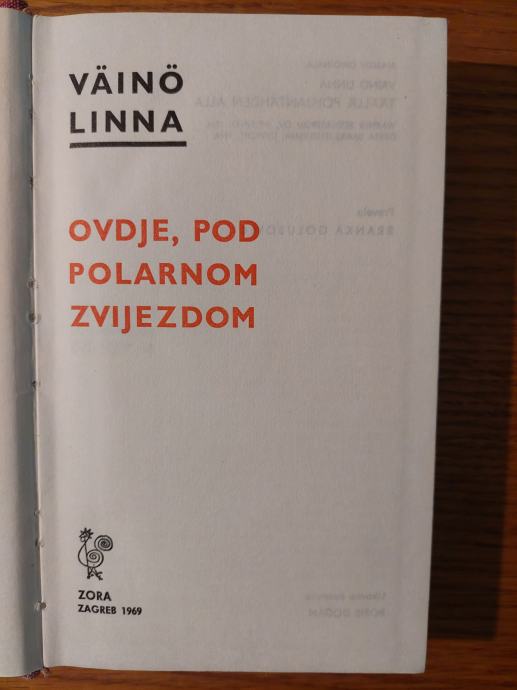 VÄINÖ
LINNA
OVDJE, POD
POLARNOM
ZVIJEZDOM
ZORA
ZAGREB 1969